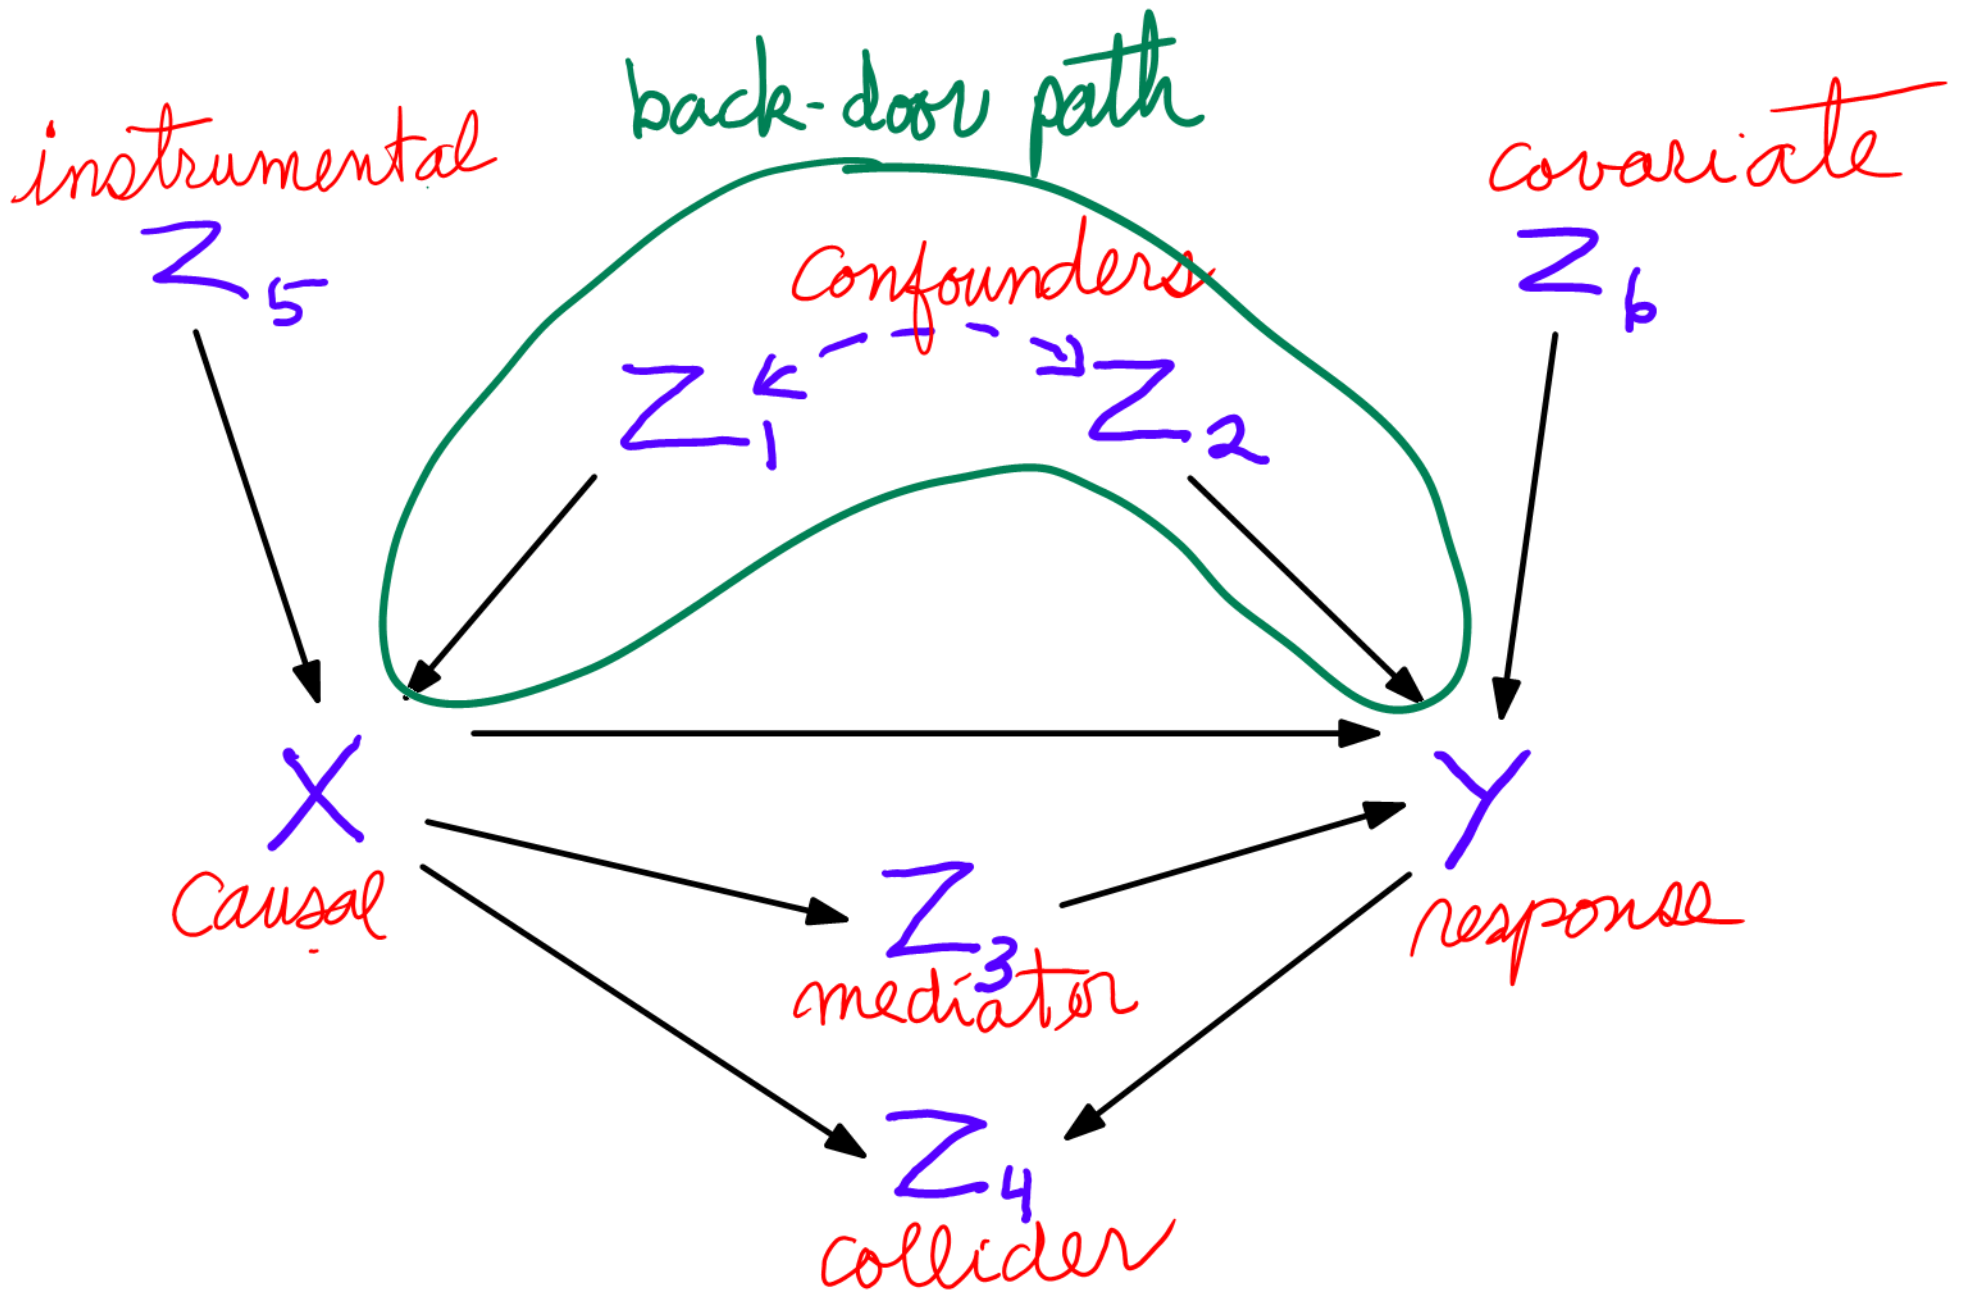 back-door path
instrumental
covariate
Z5
confounders
Z6
Z1
Z2
X
Y
causal
response
Z3
mediator
Z4
collider